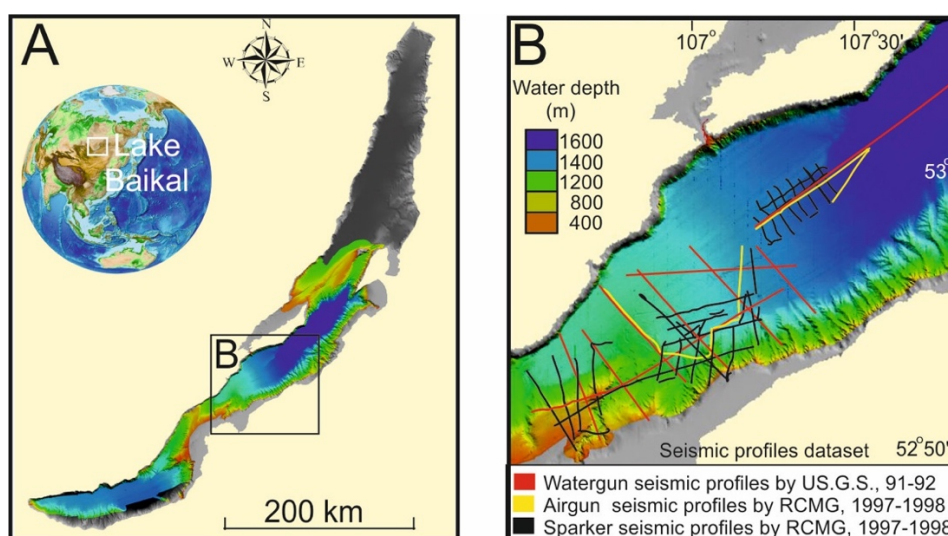 A
N
W E
S
Lake
Baikal
B
200 km
B
107° 107°30'
Water depth
(m)
1600
1400
1200
800
400
53°
Seismic profiles dataset 52°50'
Watergun seismic profiles by US.G.S., 91-92
Airgun seismic profiles by RCMG, 1997-1998
Sparker seismic profiles by RCMG, 1997-1998